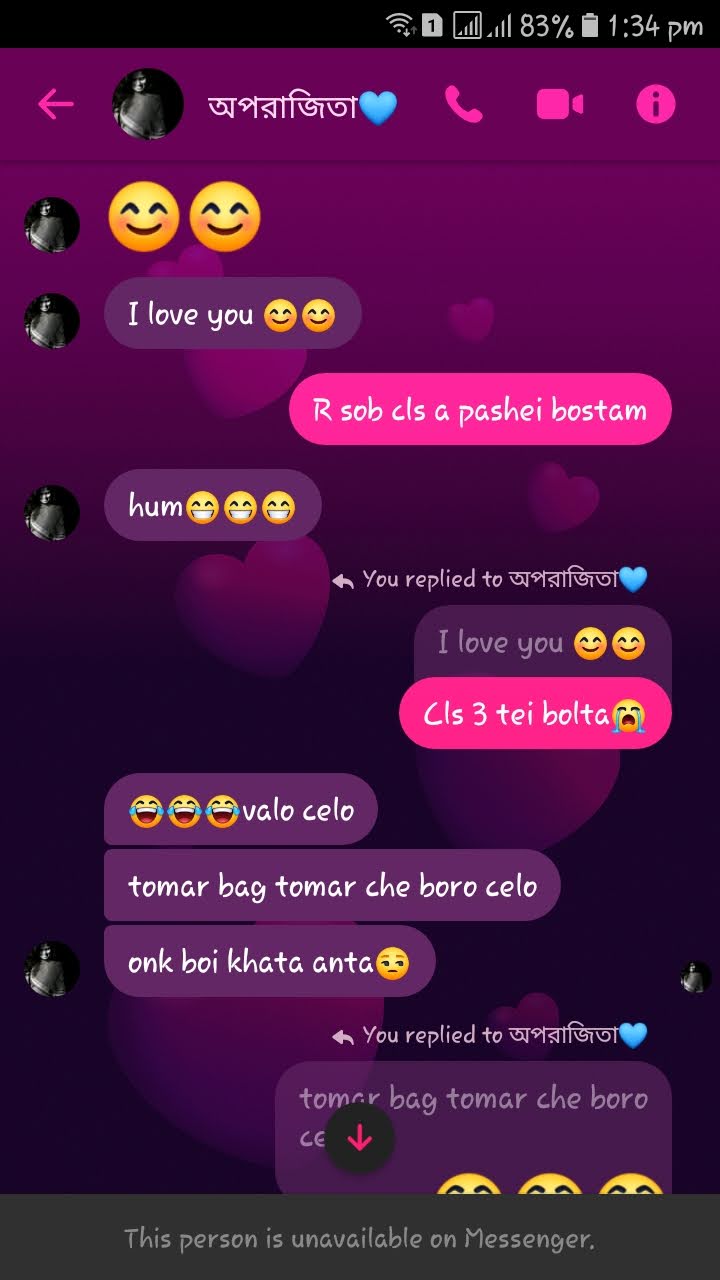 1 83% 1:34 pm
অপরাজিতা💙
😊😊
I love you 😊😊
R sob cls a pashei bostam
hum😁😁😁
You replied to অপরাজিতা💙
I love you 😊😊
Cls 3 tei bolta😭
😂😂😂valo celo
tomar bag tomar che boro celo
onk boi khata anta😒
You replied to অপরাজিতা💙
tomar bag tomar che boro
This person is unavailable on Messenger.